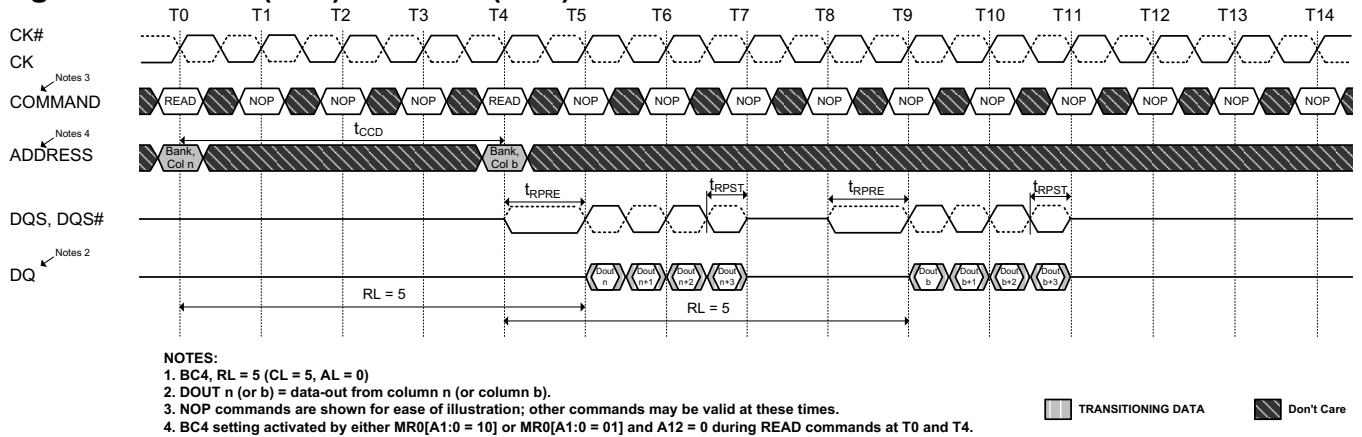 T0 T1 T2 T3 T4 T5 T6 T7 T8 T9 T10 T11 T12 T13 T14
CK#
CK
Notes 3
COMMAND READ NOP NOP NOP READ NOP NOP NOP NOP NOP NOP NOP NOP NOP NOP
tCCD
Notes 4
ADDRESS Bank, Col n Bank, Col b
tRPRE tRPST tRPRE tRPST
DQS, DQS#
Notes 2
DQ Dout n Dout n+1 Dout n+2 Dout n+3 Dout b Dout b+1 Dout b+2 Dout b+3
RL = 5
RL = 5
NOTES:
1. BC4, RL = 5 (CL = 5, AL = 0)
2. DOUT n (or b) = data-out from column n (or column b).
3. NOP commands are shown for ease of illustration; other commands may be valid at these times.
4. BC4 setting activated by either MR0[A1:0 = 10] or MR0[A1:0 = 01] and A12 = 0 during READ commands at T0 and T4.
TRANSITIONING DATA Don't Care